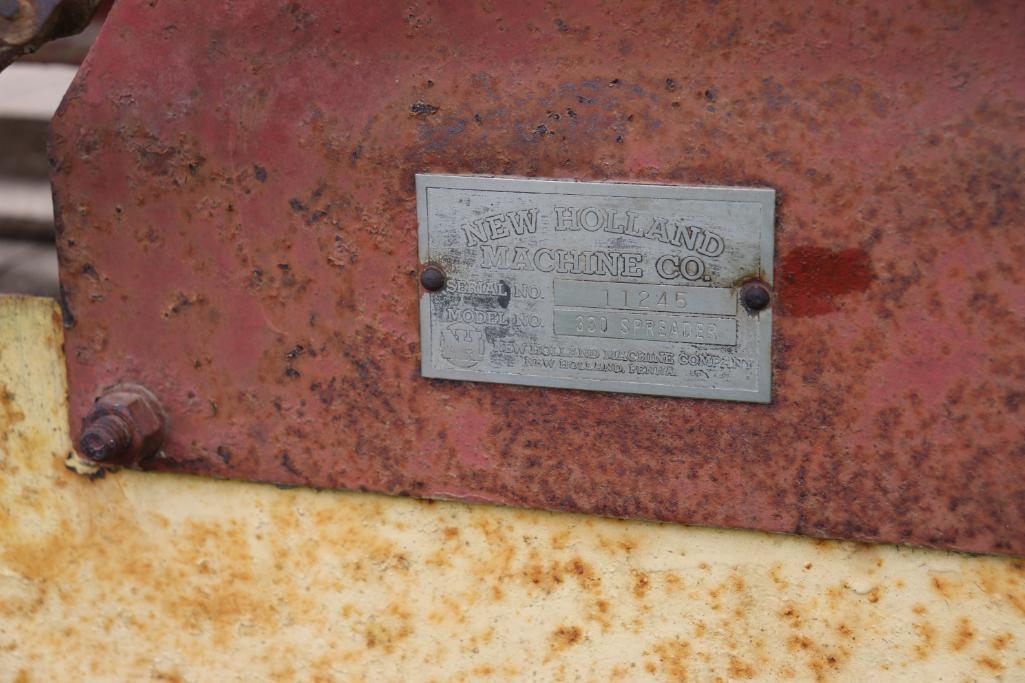 NEW HOLLAND
MACHINE CO.
SERIAL NO. 11245
MODEL NO. 330 SPREADER
NEW HOLLAND MACHINE COMPANY
NEW HOLLAND, PENNA.